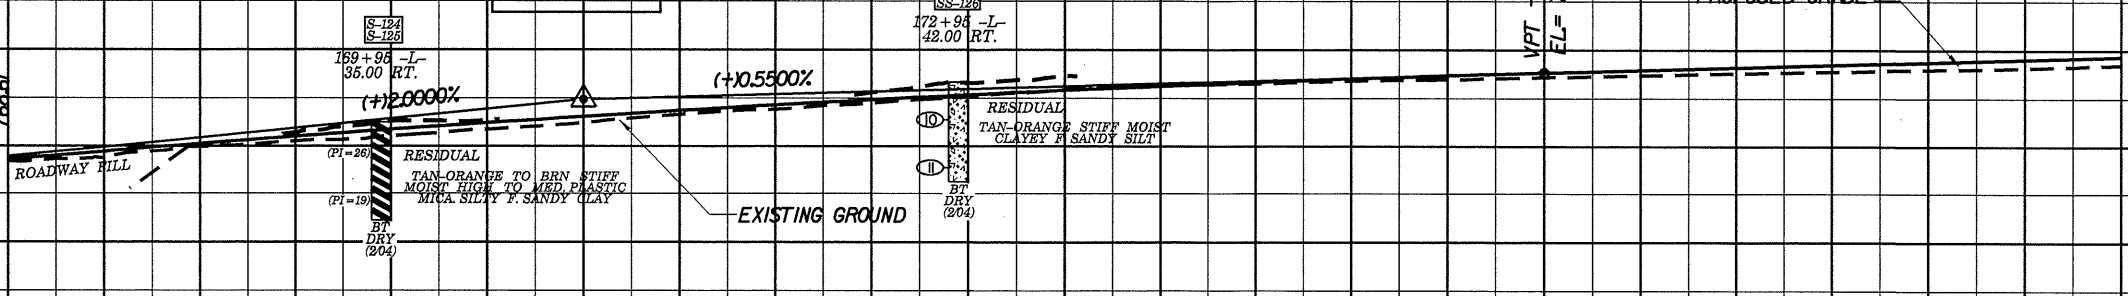 S-124
S-125
169+95 -L-
35.00 RT.
(+)2.0000%
(+)0.5500%
SS-126
172+95 -L-
42.00 RT.
VPT
EL=
ROADWAY FILL
(PI=26)
RESIDUAL
TAN-ORANGE TO BRN STIFF
MOIST HIGH TO MED. PLASTIC
MICA. SILTY F. SANDY CLAY
(PI=19)
BT
DRY
(2/04)
EXISTING GROUND
10
RESIDUAL
TAN-ORANGE STIFF MOIST
CLAYEY F SANDY SILT
11
BT
DRY
(2/04)